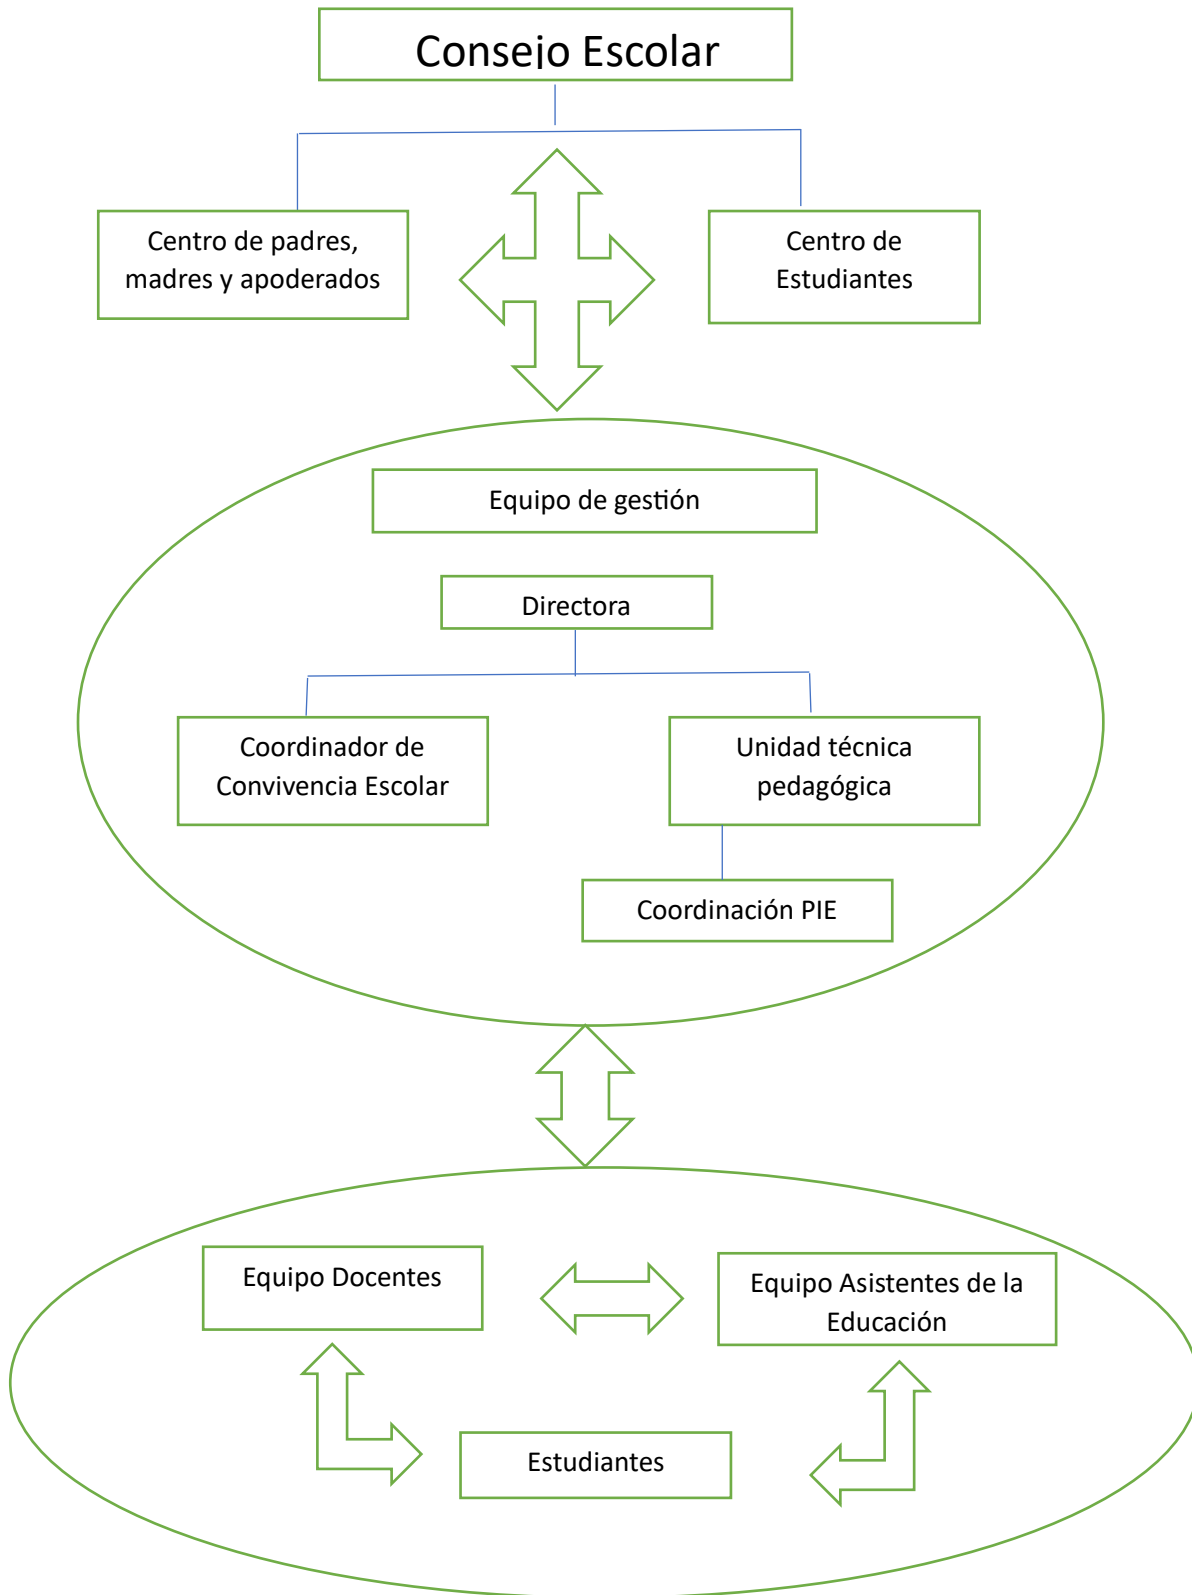 Consejo Escolar
Centro de padres,
madres y apoderados
Centro de
Estudiantes
Equipo de gestión
Directora
Coordinador de
Convivencia Escolar
Unidad técnica
pedagógica
Coordinación PIE
Equipo Docentes
Equipo Asistentes de la
Educación
Estudiantes